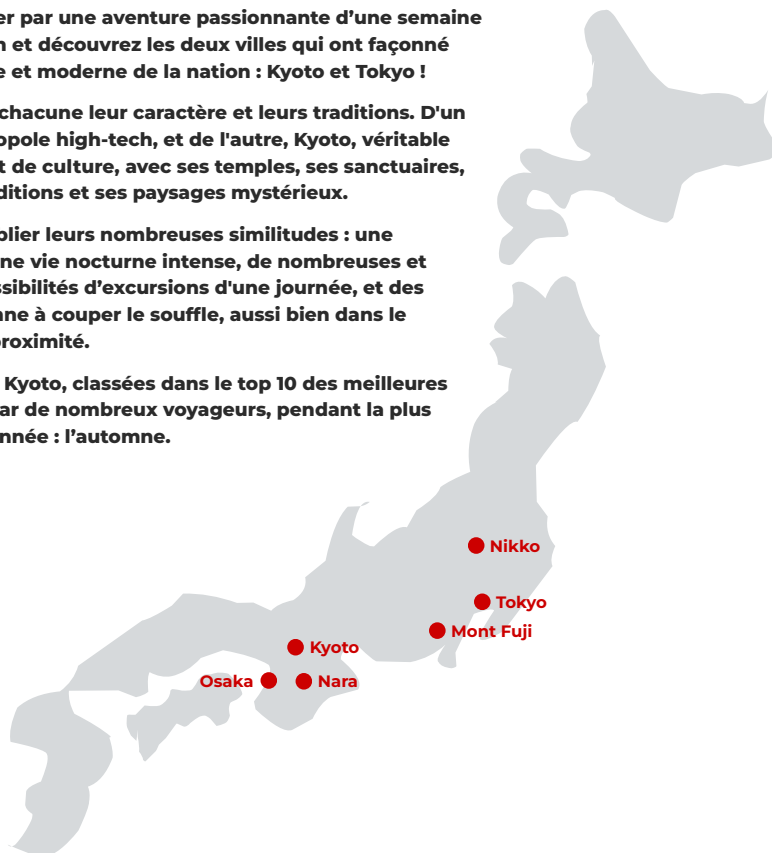 er par une aventure passionnante d’une semaine
n et découvrez les deux villes qui ont façonné
e et moderne de la nation : Kyoto et Tokyo !
chacune leur caractère et leurs traditions. D'un
opole high-tech, et de l'autre, Kyoto, véritable
t de culture, avec ses temples, ses sanctuaires,
ditions et ses paysages mystérieux.
blier leurs nombreuses similitudes : une
ne vie nocturne intense, de nombreuses et
ssibilités d’excursions d'une journée, et des
nne à couper le souffle, aussi bien dans le
roximité.
Kyoto, classées dans le top 10 des meilleures
ar de nombreux voyageurs, pendant la plus
nnée : l’automne.
Nikko
Tokyo
Mont Fuji
Kyoto
Osaka
Nara